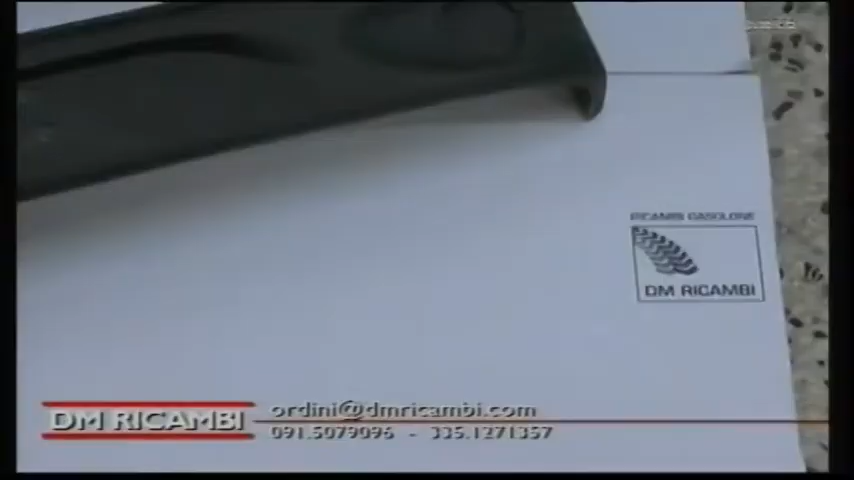 RICAMBI GASOLONE
DM RICAMBI
DM RICAMBI
ordini@dmricambi.com
091.5079096 - 335.1271357